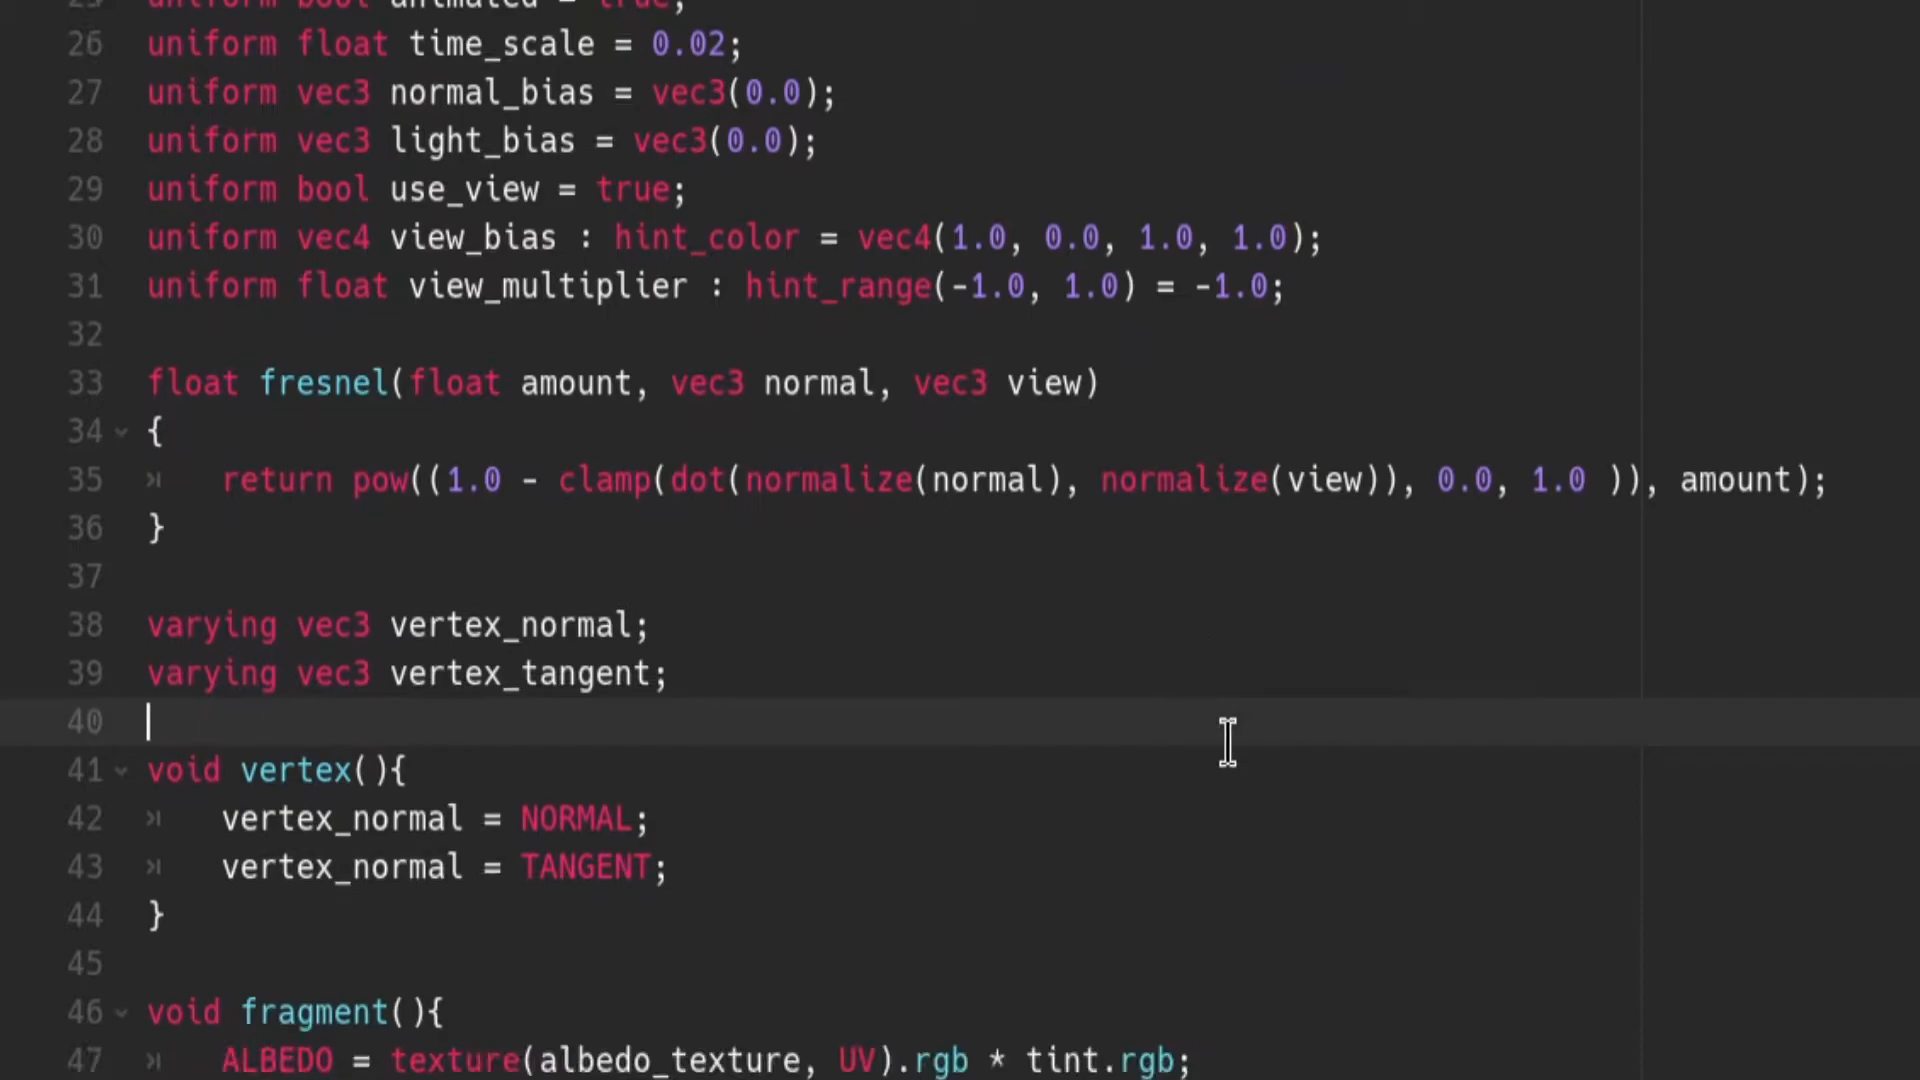 25 uniform bool animated = true;
26 uniform float time_scale = 0.02;
27 uniform vec3 normal_bias = vec3(0.0);
28 uniform vec3 light_bias = vec3(0.0);
29 uniform bool use_view = true;
30 uniform vec4 view_bias : hint_color = vec4(1.0, 0.0, 1.0, 1.0);
31 uniform float view_multiplier : hint_range(-1.0, 1.0) = -1.0;
32
33 float fresnel(float amount, vec3 normal, vec3 view)
34 {
35 return pow((1.0 - clamp(dot(normalize(normal), normalize(view)), 0.0, 1.0 )), amount);
36 }
37
38 varying vec3 vertex_normal;
39 varying vec3 vertex_tangent;
40
41 void vertex(){
42 vertex_normal = NORMAL;
43 vertex_normal = TANGENT;
44 }
45
46 void fragment(){
47 ALBEDO = texture(albedo_texture, UV).rgb * tint.rgb;